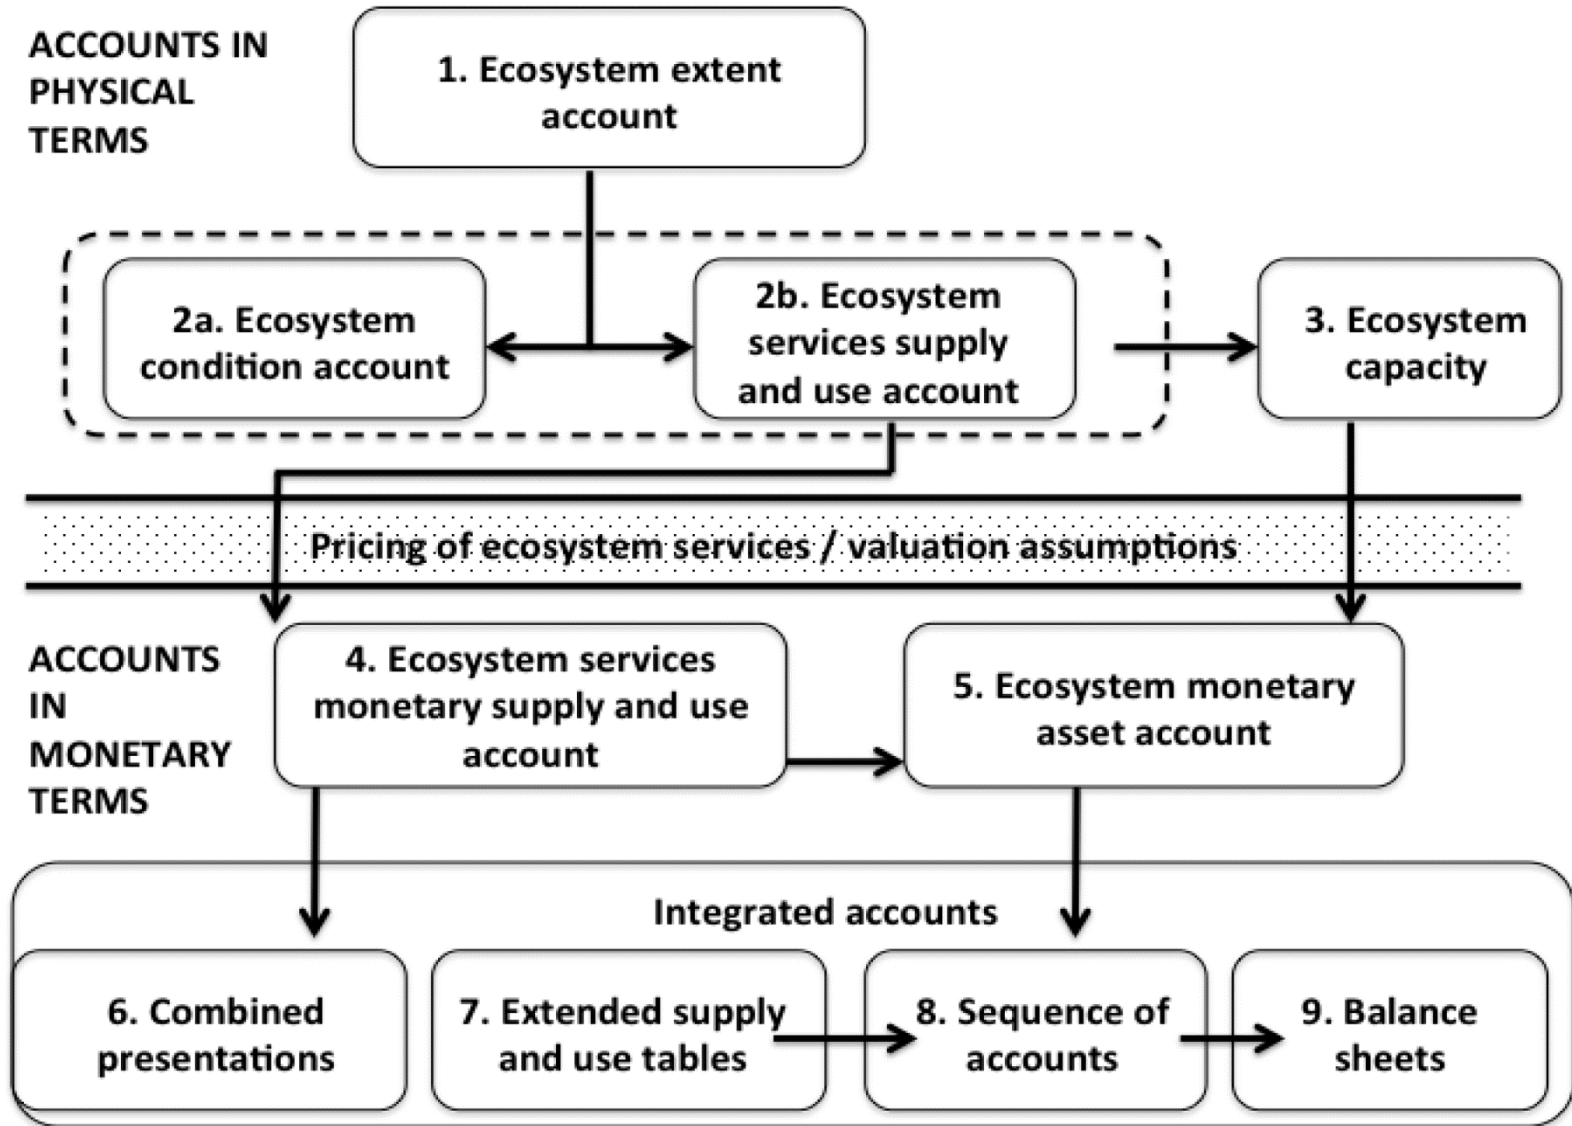 ACCOUNTS IN
PHYSICAL
TERMS
1. Ecosystem extent
account
2a. Ecosystem
condition account
2b. Ecosystem
services supply
and use account
3. Ecosystem
capacity
Pricing of ecosystem services / valuation assumptions
ACCOUNTS
IN
MONETARY
TERMS
4. Ecosystem services
monetary supply and use
account
5. Ecosystem monetary
asset account
Integrated accounts
6. Combined
presentations
7. Extended supply
and use tables
8. Sequence of
accounts
9. Balance
sheets